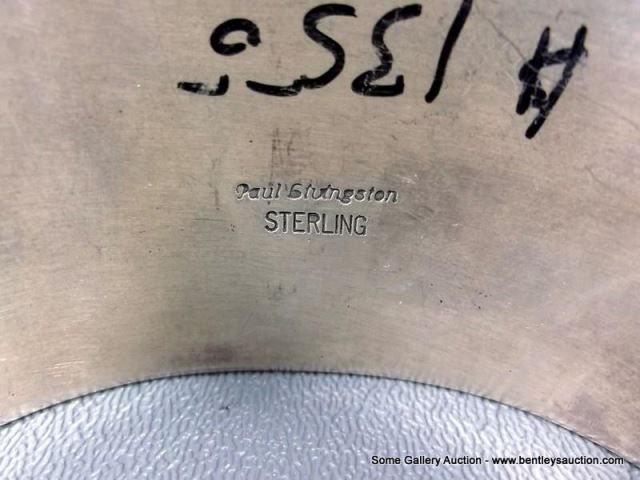 Paul Livingston
STERLING
Some Gallery Auction - www.bentleysauction.com